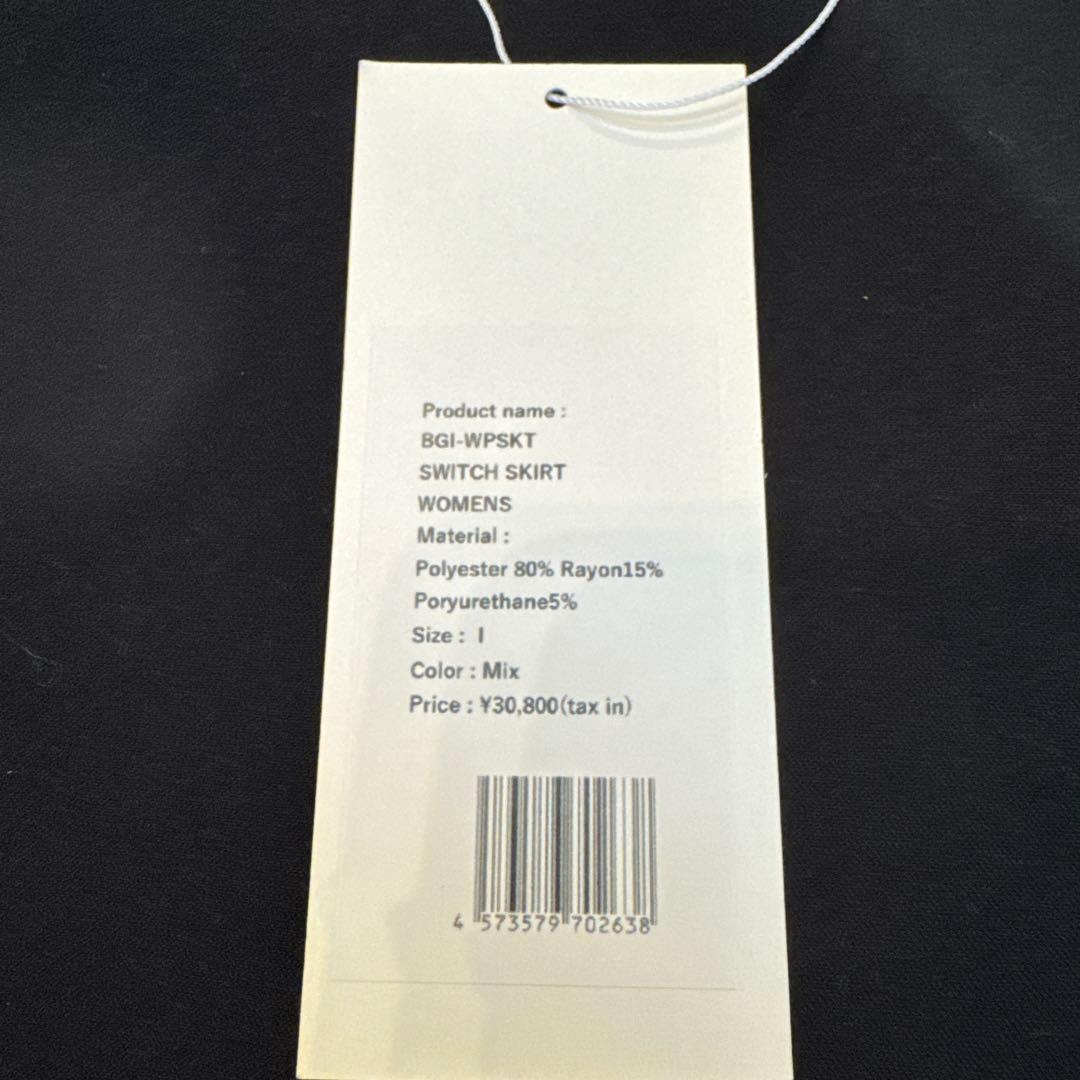 Product name :
BGI-WPSKT
SWITCH SKIRT
WOMENS
Material :
Polyester 80% Rayon15%
Poryurethane5%
Size : I
Color : Mix
Price : ¥30,800(tax in)
4 573579 702638